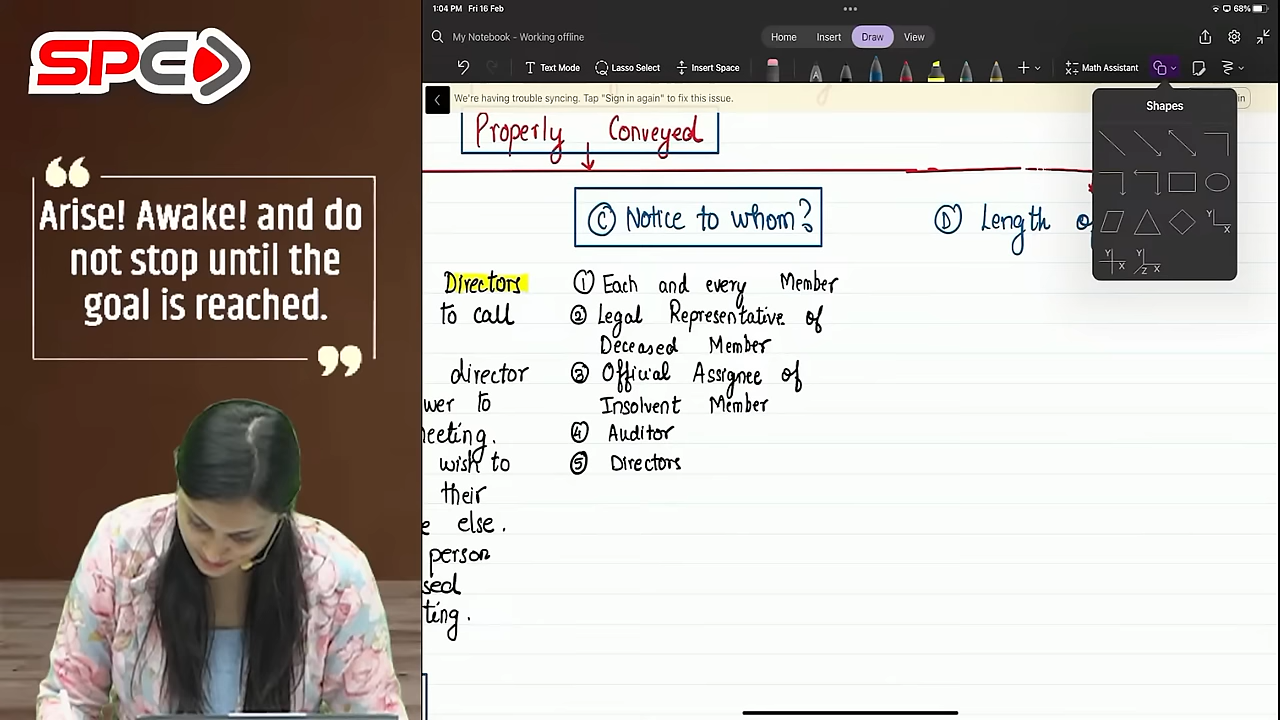 SPC
Arise! Awake! and do
not stop until the
goal is reached.
1:04 PM Fri 16 Feb
68%
My Notebook - Working offline
Home Insert Draw View
Text Mode Lasso Select Insert Space Math Assistant
We're having trouble syncing. Tap "Sign in again" to fix this issue.
in
Shapes
Properly Conveyed
C Notice to whom?
D Length
Directors
to call
director
wer to
meeting.
wish to
their
e else.
person
sed
ting.
1 Each and every Member
2 Legal Representative of
Deceased Member
3 Official Assignee of
Insolvent Member
4 Auditor
5 Directors